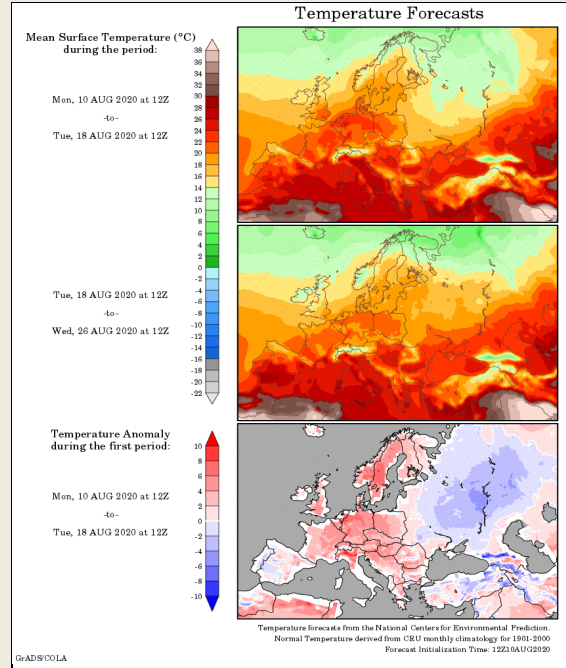 Temperature Forecasts
Mean Surface Temperature (°C)
during the period:
Mon, 10 AUG 2020 at 12Z
-to-
Tue, 18 AUG 2020 at 12Z
38
36
34
32
30
28
26
24
22
20
18
16
14
12
10
8
6
4
2
0
-2
-4
-6
-8
-10
-12
-14
-16
-18
-20
-22
Tue, 18 AUG 2020 at 12Z
-to-
Wed, 26 AUG 2020 at 12Z
Temperature Anomaly
during the first period:
Mon, 10 AUG 2020 at 12Z
-to-
Tue, 18 AUG 2020 at 12Z
10
8
6
4
2
0
-2
-4
-6
-8
-10
Temperature forecasts from the National Centers for Environmental Prediction.
Normal Temperature derived from CRU monthly climatology for 1901-2000
Forecast Initialization Time: 12Z10AUG2020
GrADS/COLA